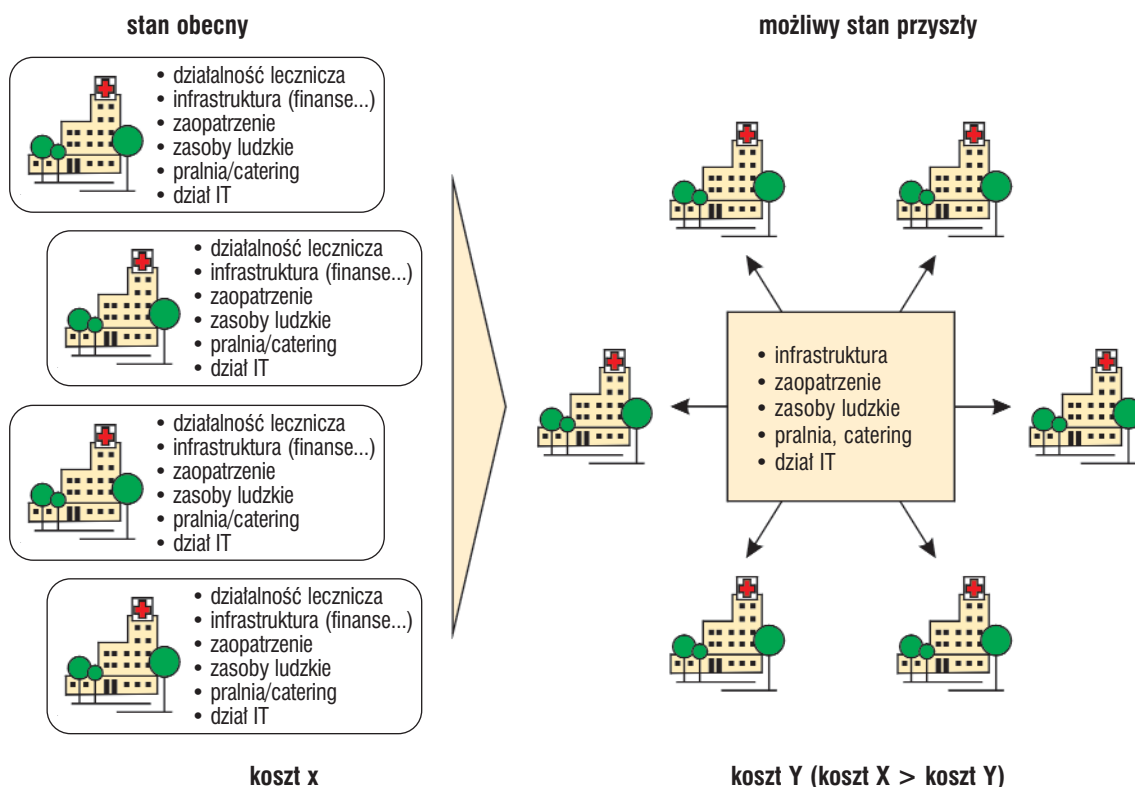 stan obecny
• działalność lecznicza
• infrastruktura (finanse...)
• zaopatrzenie
• zasoby ludzkie
• pralnia/catering
• dział IT
• działalność lecznicza
• infrastruktura (finanse...)
• zaopatrzenie
• zasoby ludzkie
• pralnia/catering
• dział IT
• działalność lecznicza
• infrastruktura (finanse...)
• zaopatrzenie
• zasoby ludzkie
• pralnia/catering
• dział IT
• działalność lecznicza
• infrastruktura (finanse...)
• zaopatrzenie
• zasoby ludzkie
• pralnia/catering
• dział IT
koszt x
możliwy stan przyszły
• infrastruktura
• zaopatrzenie
• zasoby ludzkie
• pralnia, catering
• dział IT
koszt Y (koszt X > koszt Y)